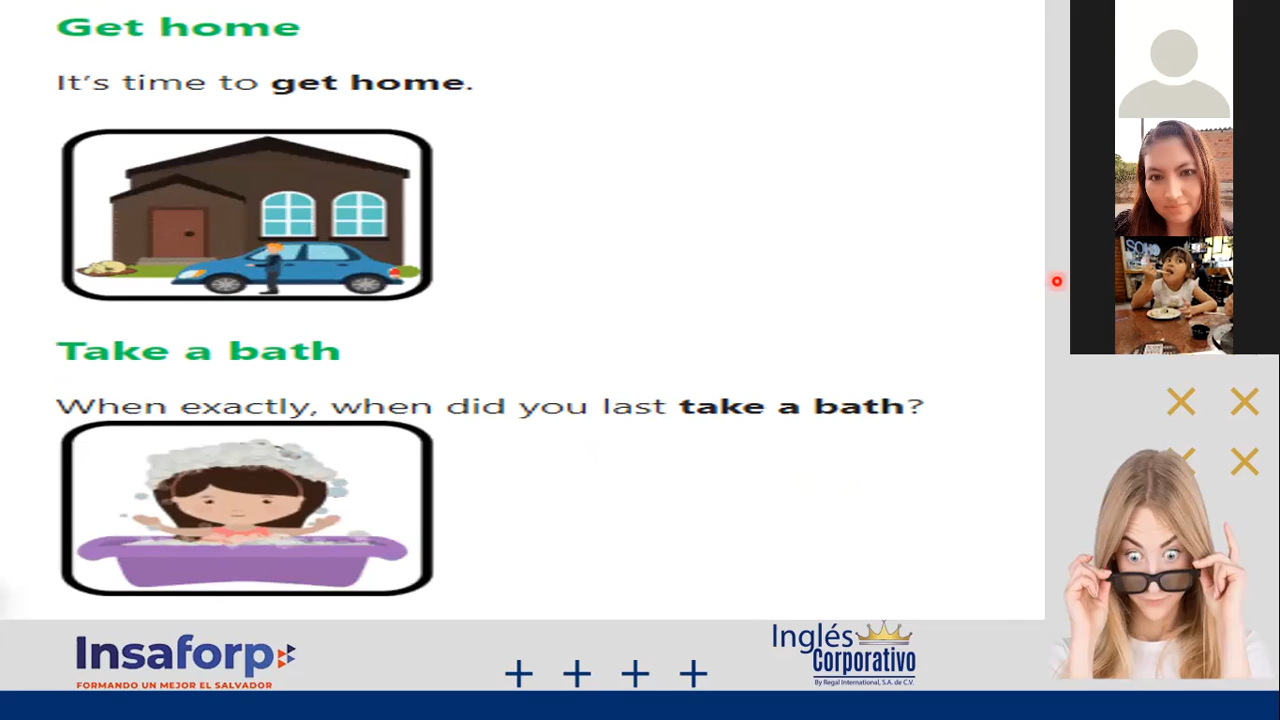 Get home
It's time to get home.
Take a bath
When exactly, when did you last take a bath?
SOHO
Insaforp
FORMANDO UN MEJOR EL SALVADOR
Inglés
Corporativo
By Regal International, S.A. de C.V.